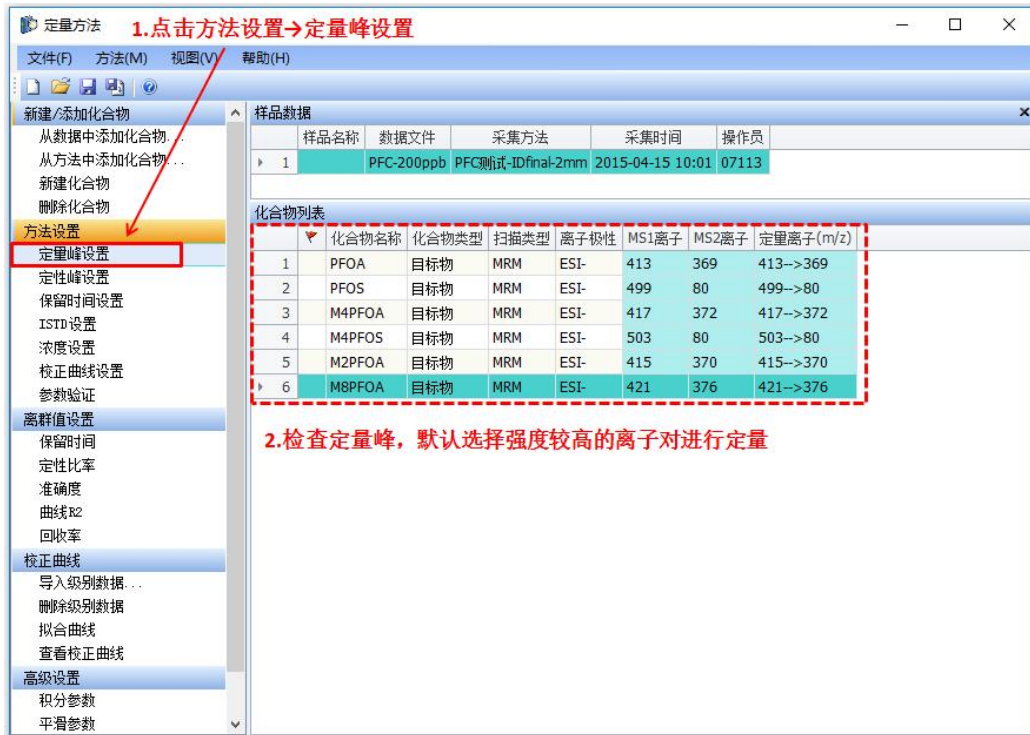 定量方法
1.点击方法设置→定量峰设置
文件(F) 方法(M) 视图(V) 帮助(H)
新建/添加化合物
从数据中添加化合物...
从方法中添加化合物...
新建化合物
删除化合物
方法设置
定量峰设置
定性峰设置
保留时间设置
ISTD设置
浓度设置
校正曲线设置
参数验证
离群值设置
保留时间
定性比率
准确度
曲线R2
回收率
校正曲线
导入级别数据...
删除级别数据
拟合曲线
查看校正曲线
高级设置
积分参数
平滑参数
样品数据
样品名称 数据文件 采集方法 采集时间 操作员
1 PFC-200ppb PFC测试-IDfinal-2mm 2015-04-15 10:01 07113
化合物列表
化合物名称 化合物类型 扫描类型 离子极性 MS1离子 MS2离子 定量离子(m/z)
1 PFOA 目标物 MRM ESI- 413 369 413-->369
2 PFOS 目标物 MRM ESI- 499 80 499-->80
3 M4PFOA 目标物 MRM ESI- 417 372 417-->372
4 M4PFOS 目标物 MRM ESI- 503 80 503-->80
5 M2PFOA 目标物 MRM ESI- 415 370 415-->370
6 M8PFOA 目标物 MRM ESI- 421 376 421-->376
2.检查定量峰，默认选择强度较高的离子对进行定量